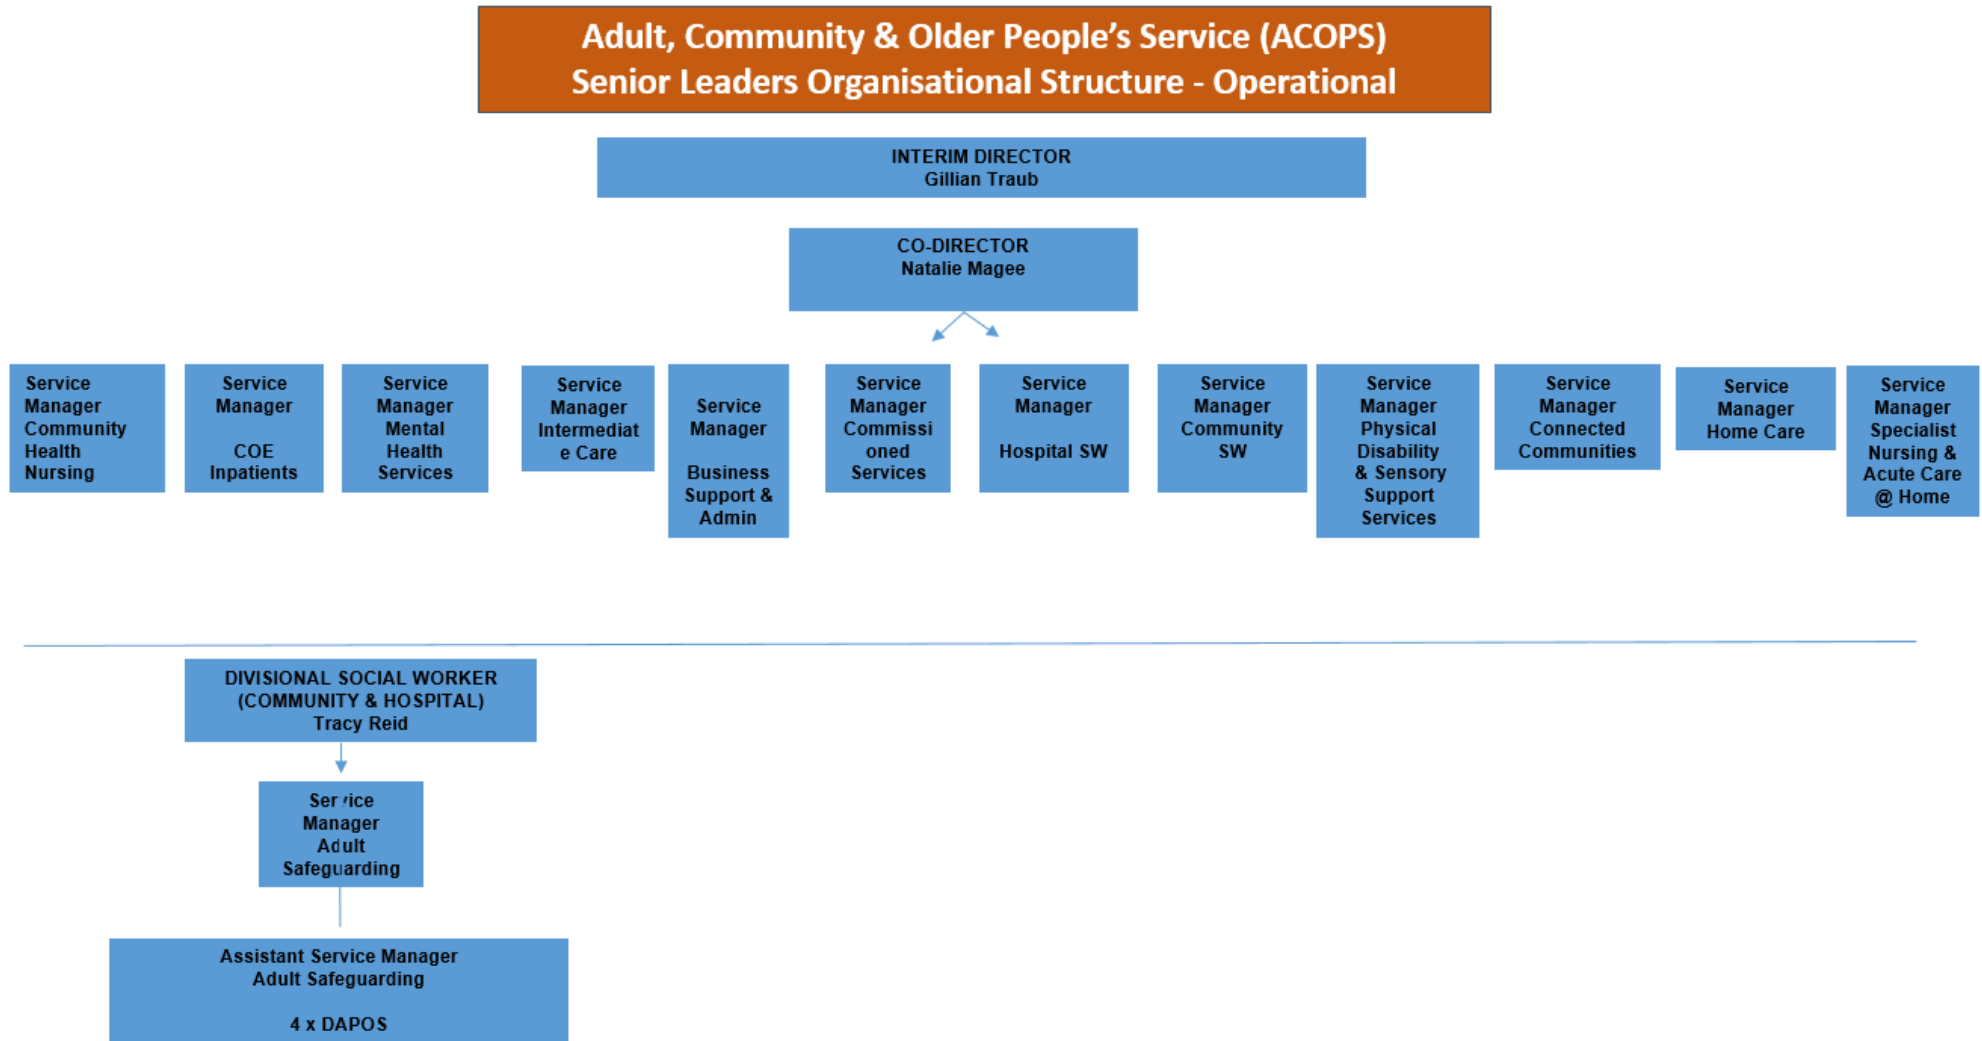 Adult, Community & Older People's Service (ACOPS)
Senior Leaders Organisational Structure - Operational
INTERIM DIRECTOR
Gillian Traub
CO-DIRECTOR
Natalie Magee
Service
Manager
Community
Health
Nursing
Service
Manager
COE
Inpatients
Service
Manager
Mental
Health
Services
Service
Manager
Intermediat
e Care
Service
Manager
Business
Support &
Admin
Service
Manager
Commissi
oned
Services
Service
Manager
Hospital SW
Service
Manager
Community
SW
Service
Manager
Physical
Disability
& Sensory
Support
Services
Service
Manager
Connected
Communities
Service
Manager
Home Care
Service
Manager
Specialist
Nursing &
Acute Care
@ Home
DIVISIONAL SOCIAL WORKER
(COMMUNITY & HOSPITAL)
Tracy Reid
Service
Manager
Adult
Safeguarding
Assistant Service Manager
Adult Safeguarding
4 x DAPOS